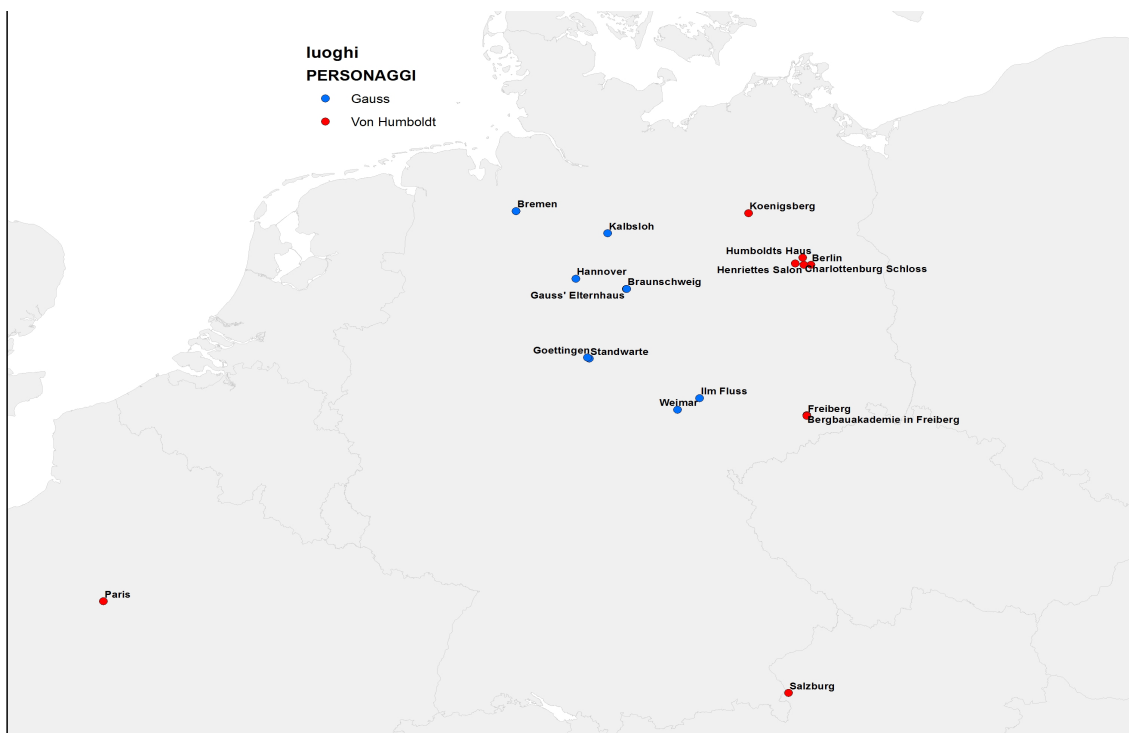 luoghi
PERSONAGGI
Gauss
Von Humboldt
Bremen
Koenigsberg
Kalbsloh
Humboldts Haus
Berlin
Henriettes Salon
Charlottenburg Schloss
Hannover
Braunschweig
Gauss' Elternhaus
Goettingen
Standwarte
Ilm Fluss
Weimar
Freiberg
Bergbauakademie in Freiberg
Paris
Salzburg